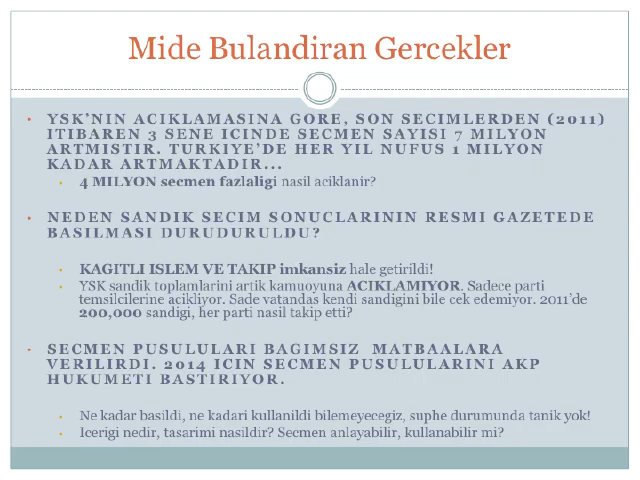 Mide Bulandiran Gercekler
• YSK'NIN ACIKLAMASINA GORE, SON SECIMLERDEN (2011)
ITIBAREN 3 SENE ICINDE SECMEN SAYISI 7 MILYON
ARTMISTIR. TURKIYE'DE HER YIL NUFUS 1 MILYON
KADAR ARTMAKTADIR...
• 4 MILYON secmen fazlaligi nasil aciklanir?
• NEDEN SANDIK SECIM SONUCLARININ RESMI GAZETEDE
BASILMASI DURUDURULDU?
• KAGITLI ISLEM VE TAKIP imkansiz hale getirildi!
• YSK sandik toplamlarini artik kamuoyuna ACIKLAMIYOR. Sadece parti
temsilcilerine acikliyor. Sade vatandas kendi sandigini bile cek edemiyor. 2011'de
200,000 sandigi, her parti nasil takip etti?
• SECMEN PUSULULARI BAGIMSIZ MATBAALARA
VERILIRDI. 2014 ICIN SECMEN PUSULULARINI AKP
HUKUMETI BASTIRIYOR.
• Ne kadar basildi, ne kadari kullanildi bilemeyecegiz, suphe durumunda tanik yok!
• Icerigi nedir, tasarimi nasildir? Secmen anlayabilir, kullanabilir mi?